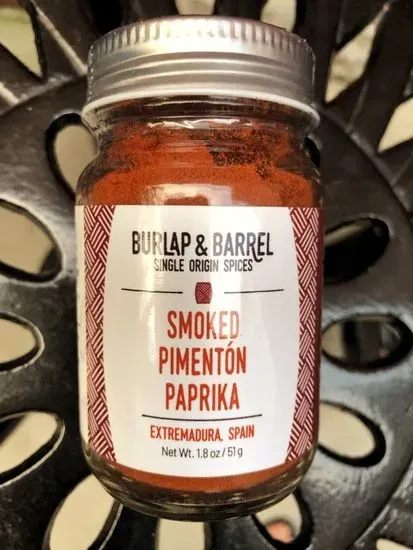 BURLAP & BARREL
SINGLE ORIGIN SPICES
SMOKED
PIMENTÓN
PAPRIKA
EXTREMADURA, SPAIN
Net Wt. 1.8 oz / 51 g